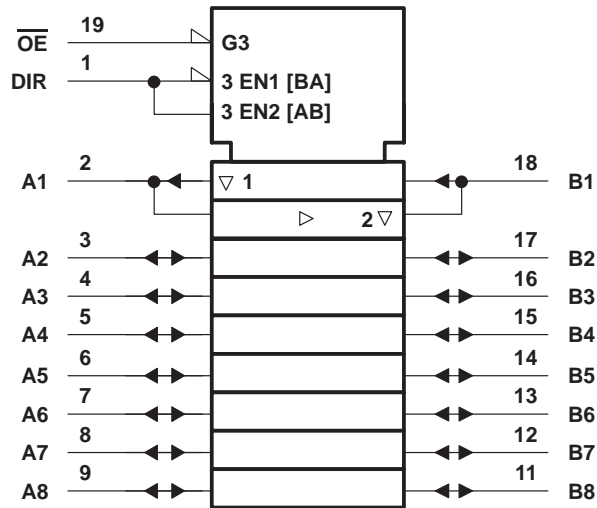 19
O̅E̅
G3
1
DIR
3 EN1 [BA]
3 EN2 [AB]
2
18
A1
▽ 1
B1
▷ 2 ▽
3
17
A2
B2
4
16
A3
B3
5
15
A4
B4
6
14
A5
B5
7
13
A6
B6
8
12
A7
B7
9
11
A8
B8